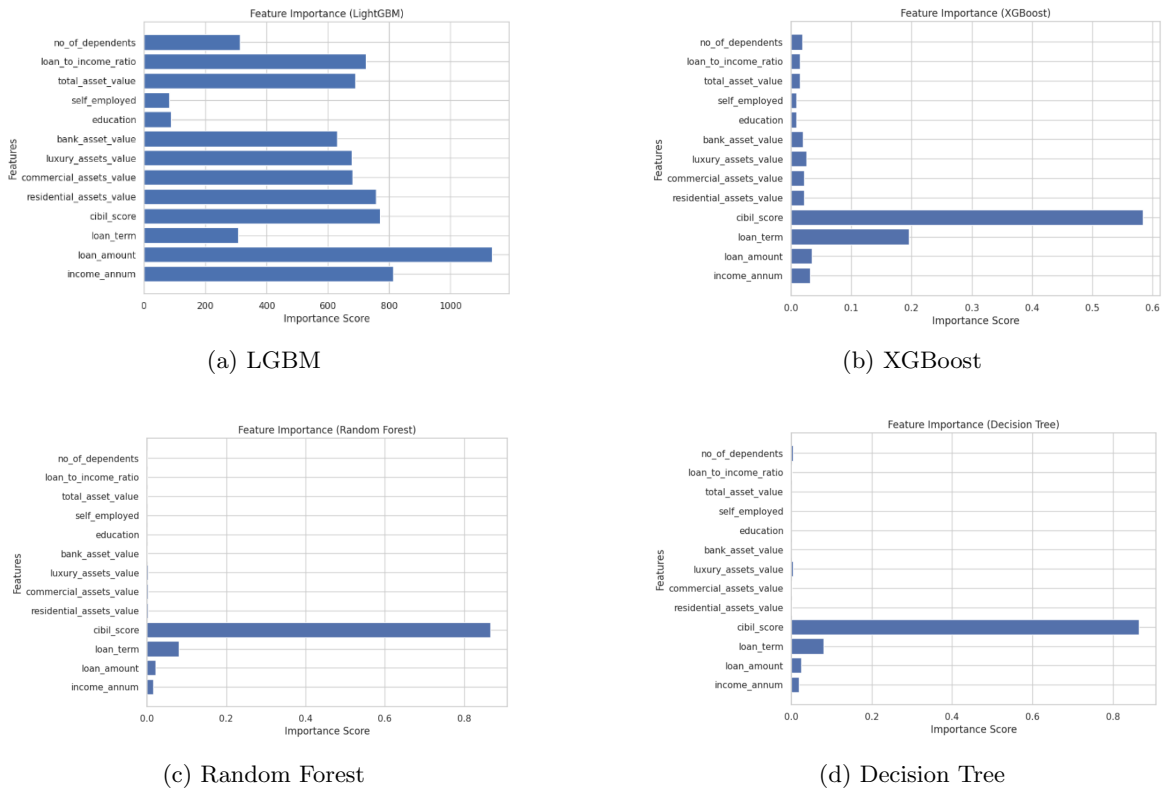 Feature Importance (LightGBM)
Features
no_of_dependents
loan_to_income_ratio
total_asset_value
self_employed
education
bank_asset_value
luxury_assets_value
commercial_assets_value
residential_assets_value
cibil_score
loan_term
loan_amount
income_annum
0 200 400 600 800 1000
Importance Score
(a) LGBM
Feature Importance (XGBoost)
Features
no_of_dependents
loan_to_income_ratio
total_asset_value
self_employed
education
bank_asset_value
luxury_assets_value
commercial_assets_value
residential_assets_value
cibil_score
loan_term
loan_amount
income_annum
0.0 0.1 0.2 0.3 0.4 0.5 0.6
Importance Score
(b) XGBoost
Feature Importance (Random Forest)
Features
no_of_dependents
loan_to_income_ratio
total_asset_value
self_employed
education
bank_asset_value
luxury_assets_value
commercial_assets_value
residential_assets_value
cibil_score
loan_term
loan_amount
income_annum
0.0 0.2 0.4 0.6 0.8
Importance Score
(c) Random Forest
Feature Importance (Decision Tree)
Features
no_of_dependents
loan_to_income_ratio
total_asset_value
self_employed
education
bank_asset_value
luxury_assets_value
commercial_assets_value
residential_assets_value
cibil_score
loan_term
loan_amount
income_annum
0.0 0.2 0.4 0.6 0.8
Importance Score
(d) Decision Tree